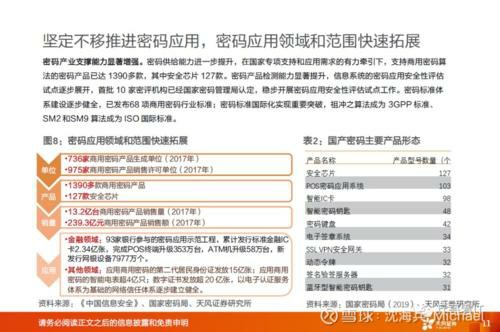 坚定不移推进密码应用，密码应用领域和范围快速拓展
密码产业支撑能力显著增强。密码供给能力进一步提升，在国家专项支持和应用需求的有力牵引下，支持商用密码算
法的密码产品已达 1390多款，其中安全芯片 127款。密码产品检测能力显著提升，信息系统的密码应用安全性评估
试点逐步展开，首批 10 家密评机构已经国家密码管理局认定，稳步开展密码应用安全性评估试点工作。密码标准体
系建设逐步健全，已发布68 项商用密码行业标准；密码标准国际化实现重要突破，祖冲之算法成为 3GPP 标准、
SM2和SM9 算法成为 ISO 国际标准。
图8：密码应用领域和范围快速拓展
单位
•736家商用密码产品生成单位（2017年）
•975家商用密码产品销售许可单位（2017年）
产品
•1390多款商用密码产品
•127款安全芯片
销量
•13.2亿台商用密码产品销售量（2017年）
•239.3亿元商用密码产品销售额（2017年）
应用
•金融领域：93家银行参与的密码应用示范工程，累计发行标准金融IC
卡2.34亿张，完成POS终端升级353万台，ATM机升级58万台，新
发行网银设备7977万个。
•其他领域：应用商用密码的第二代居民身份证发放15亿张；应用商用
密码的智能电表超4亿只；数字证书发放超 20 亿张，以电子认证服务
体系为基础的网络信任体系逐步建立健全。
资料来源：《中国信息安全》、国家密码局、天风证券研究所
表2：国产密码主要产品形态
产品名称 产品型号数量（个
安全芯片 127
POS密码应用系统 103
智能IC卡 98
智能密码钥匙 48
密码键盘 42
电子签章系统 34
SSL VPN安全网关 33
动态令牌 32
签名验签服务器 32
蓝牙型智能密码钥匙 31
资料来源：国家密码局（2019）、天风证券研究所
请务必阅读正文之后的信息披露和免责申明
雪球：沈海兵Michael
天风证券
11